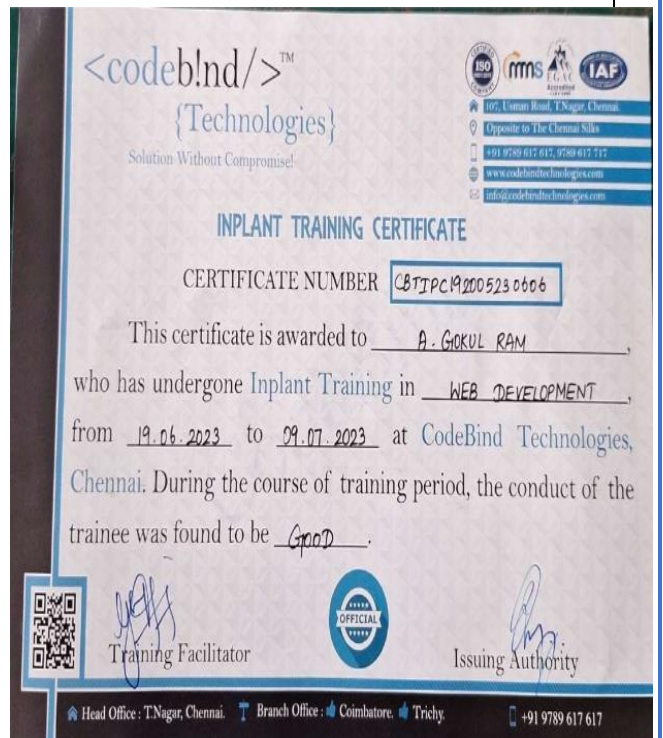 <codeb!nd/>™
{Technologies}
Solution Without Compromise!
ISO
IAF
EGAC
Accredited
107, Usman Road, T.Nagar, Chennai.
Opposite to The Chennai Silks
+91 9789 617 617, 9789 617 717
www.codebindtechnologies.com
info@codebindtechnologies.com
INPLANT TRAINING CERTIFICATE
CERTIFICATE NUMBER CBTIPC192005230606
This certificate is awarded to A. GOKUL RAM,
who has undergone Inplant Training in WEB DEVELOPMENT,
from 19.06.2023 to 09.07.2023 at CodeBind Technologies,
Chennai. During the course of training period, the conduct of the
trainee was found to be GOOD.
OFFICIAL
Training Facilitator
Issuing Authority
Head Office : T.Nagar, Chennai. Branch Office : Coimbatore. Trichy. +91 9789 617 617